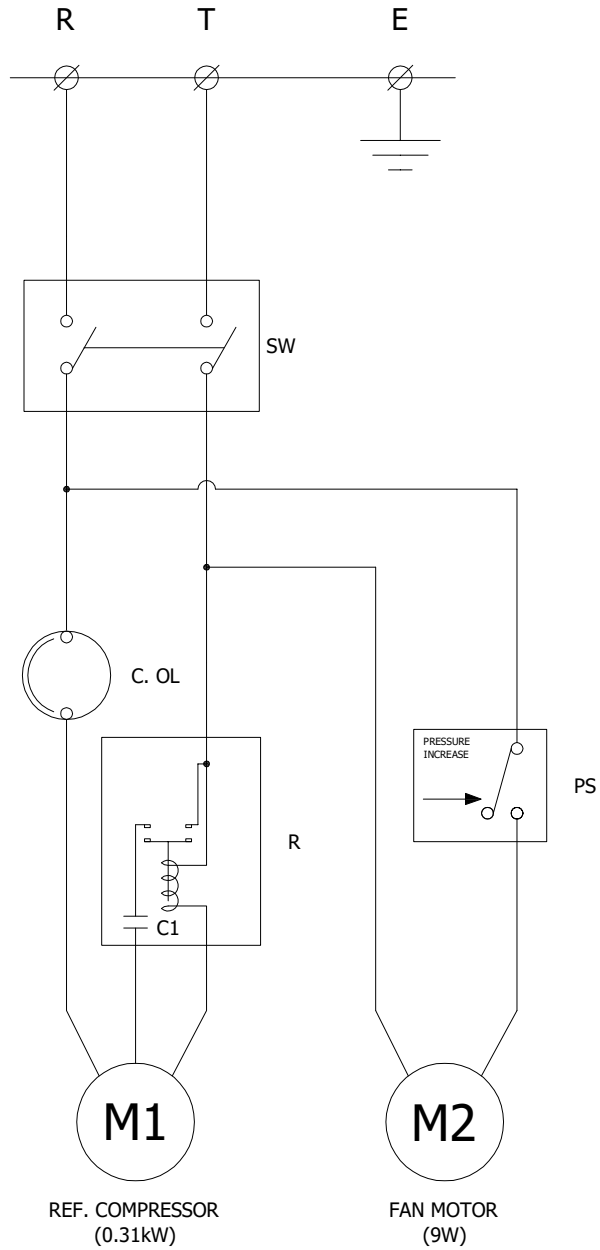 R T E
SW
C. OL
PRESSURE
INCREASE
PS
R
C1
M1 M2
REF. COMPRESSOR
(0.31kW)
FAN MOTOR
(9W)